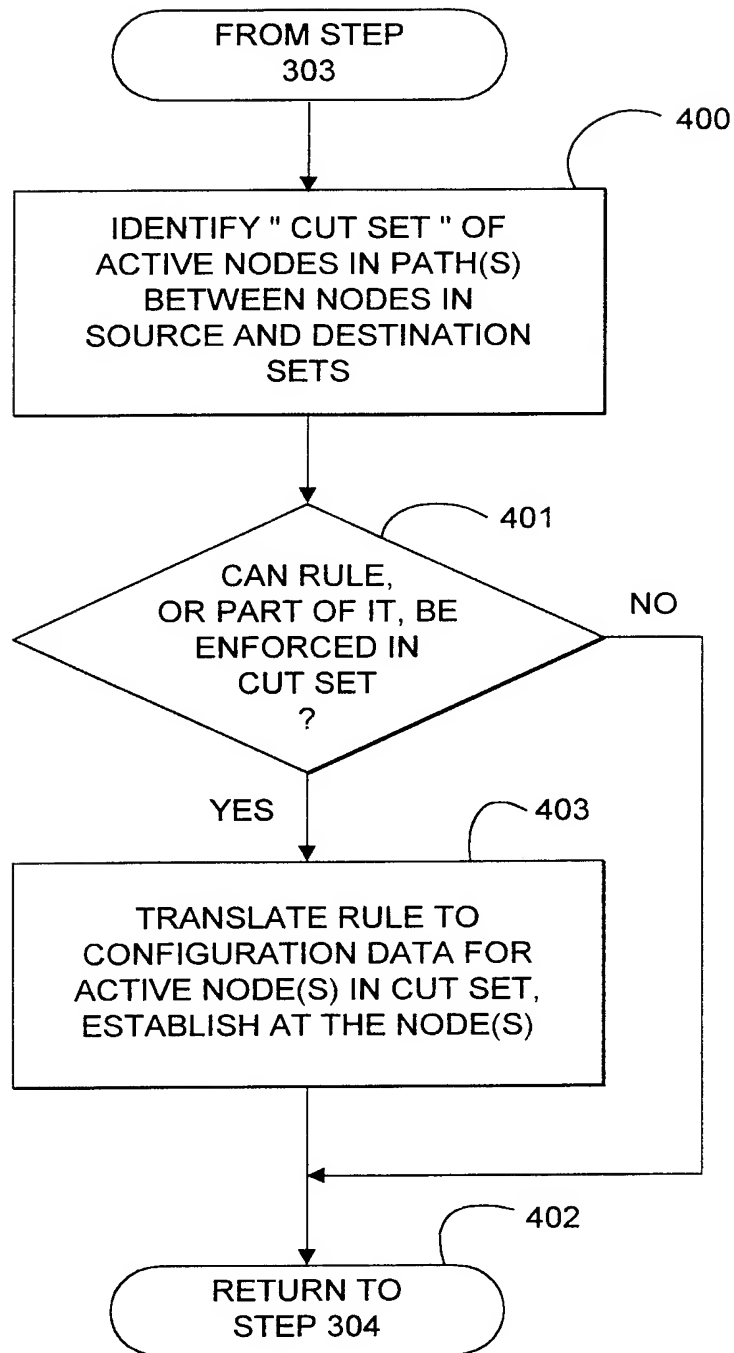 FROM STEP
303
400
IDENTIFY " CUT SET " OF
ACTIVE NODES IN PATH(S)
BETWEEN NODES IN
SOURCE AND DESTINATION
SETS
401
CAN RULE,
OR PART OF IT, BE
ENFORCED IN
CUT SET
?
NO
YES
403
TRANSLATE RULE TO
CONFIGURATION DATA FOR
ACTIVE NODE(S) IN CUT SET,
ESTABLISH AT THE NODE(S)
402
RETURN TO
STEP 304